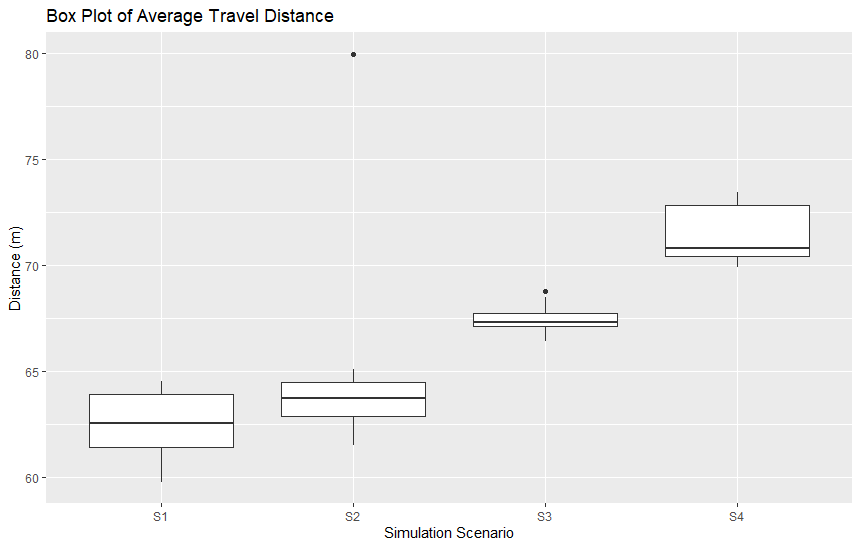 Box Plot of Average Travel Distance
Distance (m)
80
75
70
65
60
S1
S2
S3
S4
Simulation Scenario